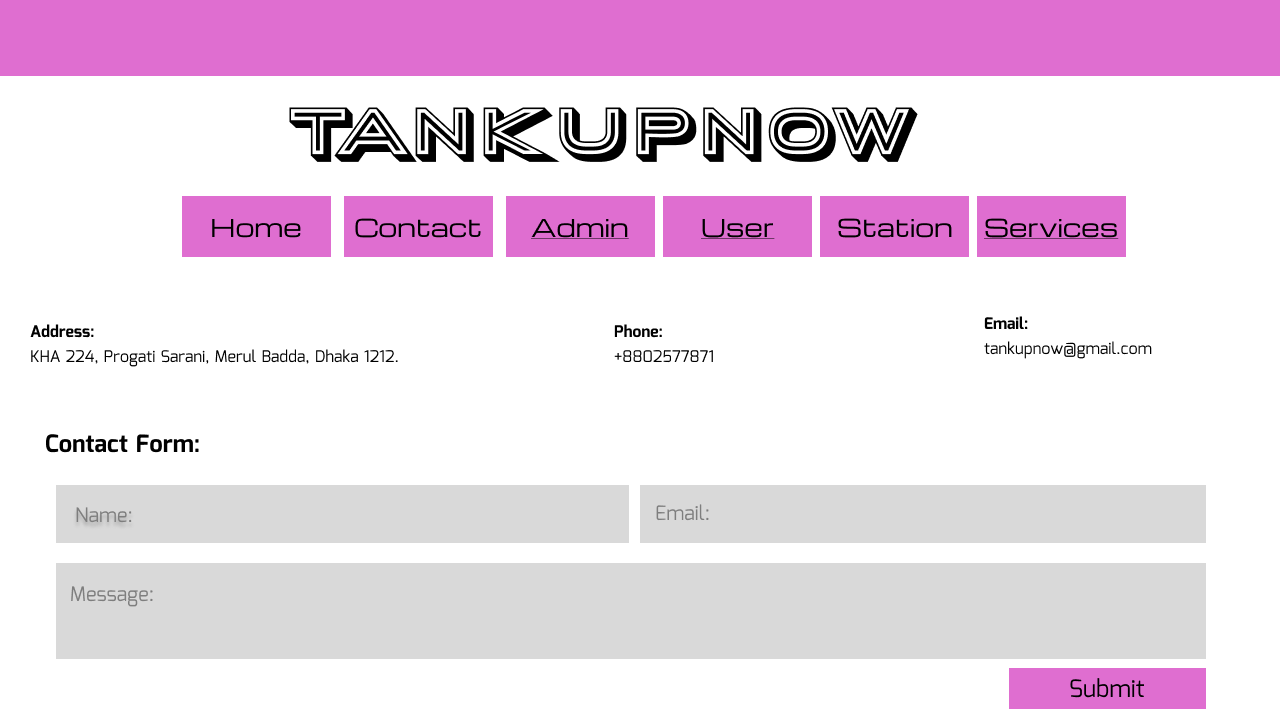 TANKUPNOW
Home Contact Admin User Station Services
Address:
KHA 224, Progati Sarani, Merul Badda, Dhaka 1212.
Phone:
+8802577871
Email:
tankupnow@gmail.com
Contact Form:
Name:
Email:
Message:
Submit